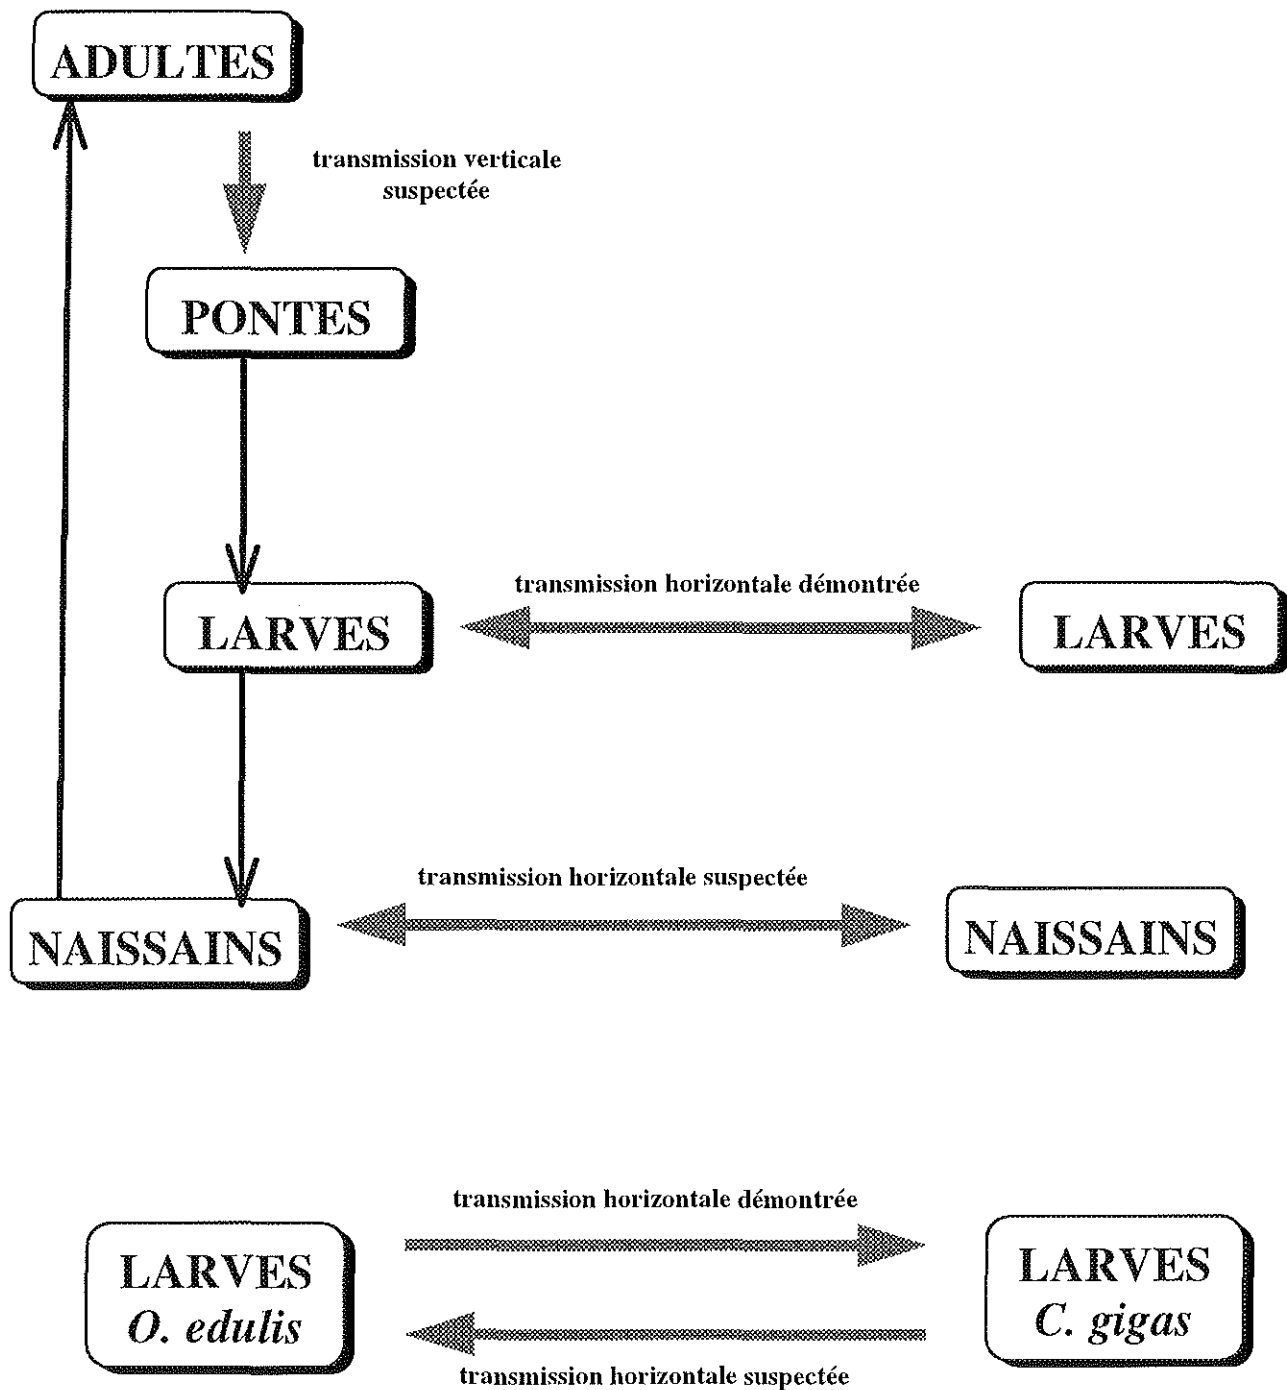 ADULTES
transmission verticale
suspectée
PONTES
transmission horizontale démontrée
LARVES
LARVES
transmission horizontale suspectée
NAISSAINS
NAISSAINS
transmission horizontale démontrée
LARVES
O. edulis
LARVES
C. gigas
transmission horizontale suspectée